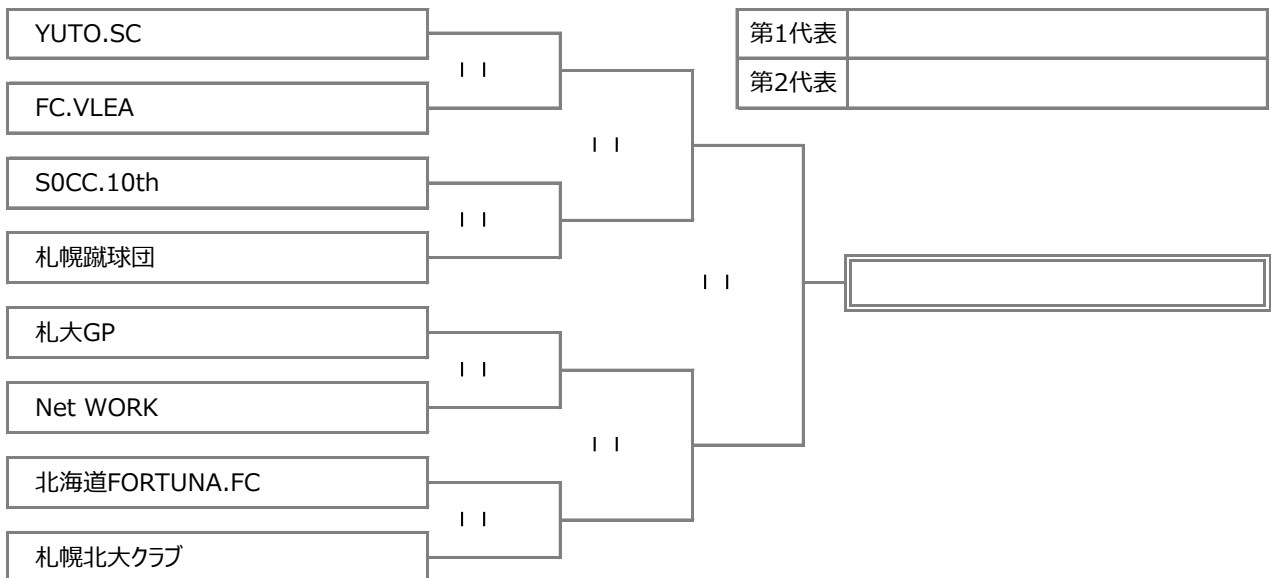 YUTO.SC
第1代表
FC.VLEA
第2代表
S0CC.10th
札幌蹴球団
札大GP
Net WORK
北海道FORTUNA.FC
札幌北大クラブ